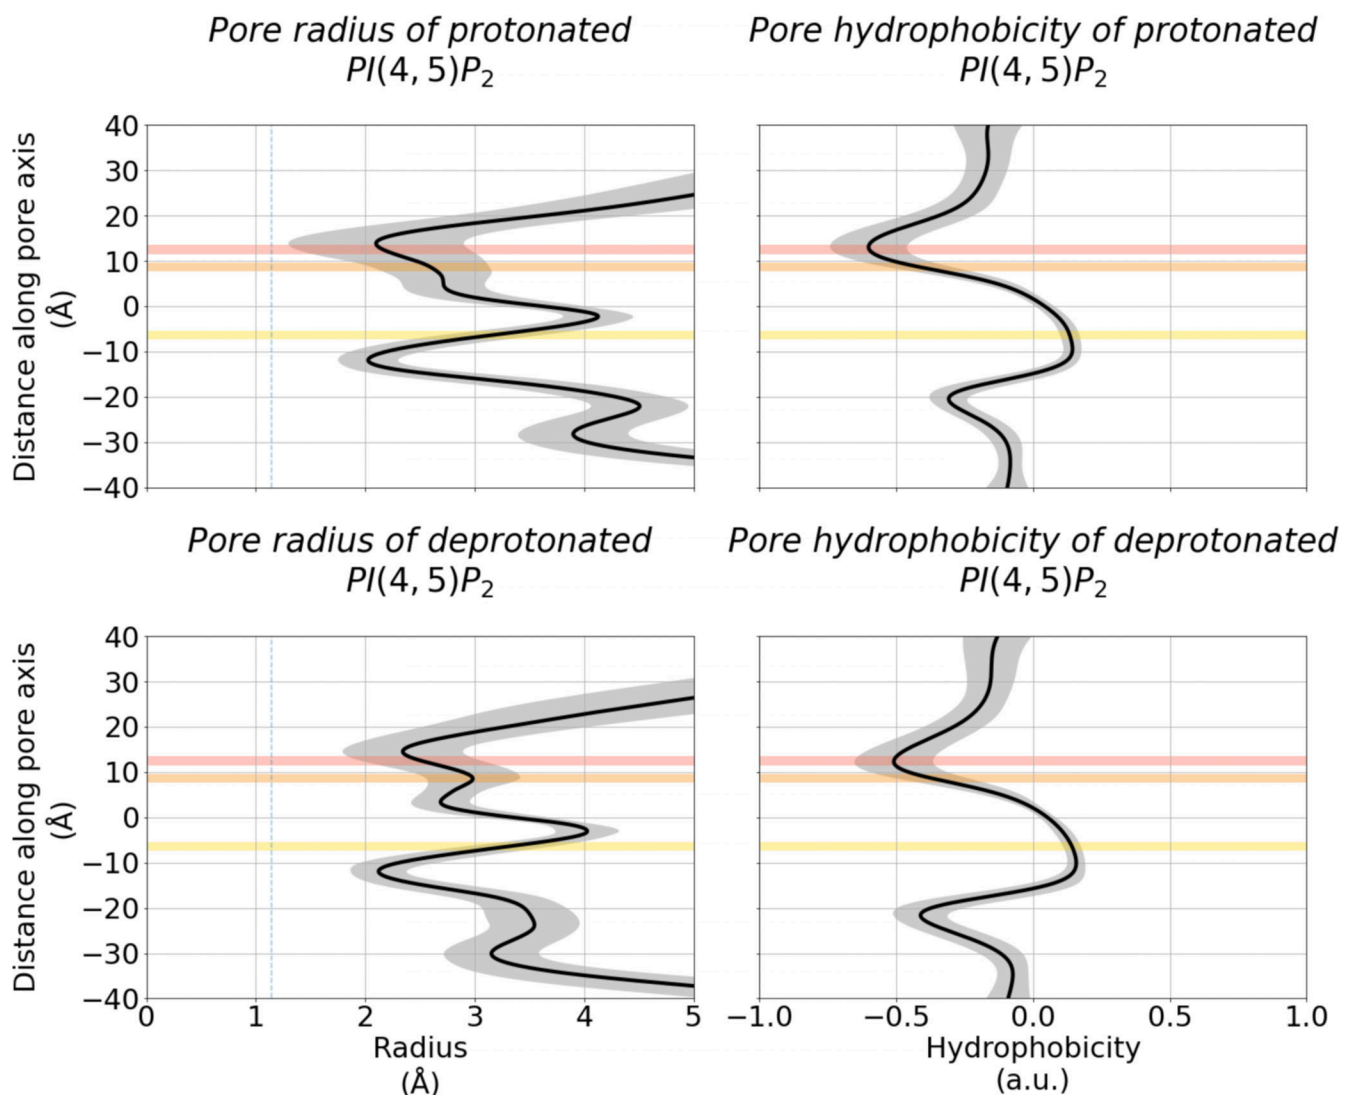 Pore radius of protonated
PI(4, 5)P₂
Pore hydrophobicity of protonated
PI(4, 5)P₂
Distance along pore axis
(Å)
40
30
20
10
0
−10
−20
−30
−40
Pore radius of deprotonated
PI(4, 5)P₂
Pore hydrophobicity of deprotonated
PI(4, 5)P₂
Distance along pore axis
(Å)
40
30
20
10
0
−10
−20
−30
−40
0 1 2 3 4 5
Radius
(Å)
−1.0 −0.5 0.0 0.5 1.0
Hydrophobicity
(a.u.)